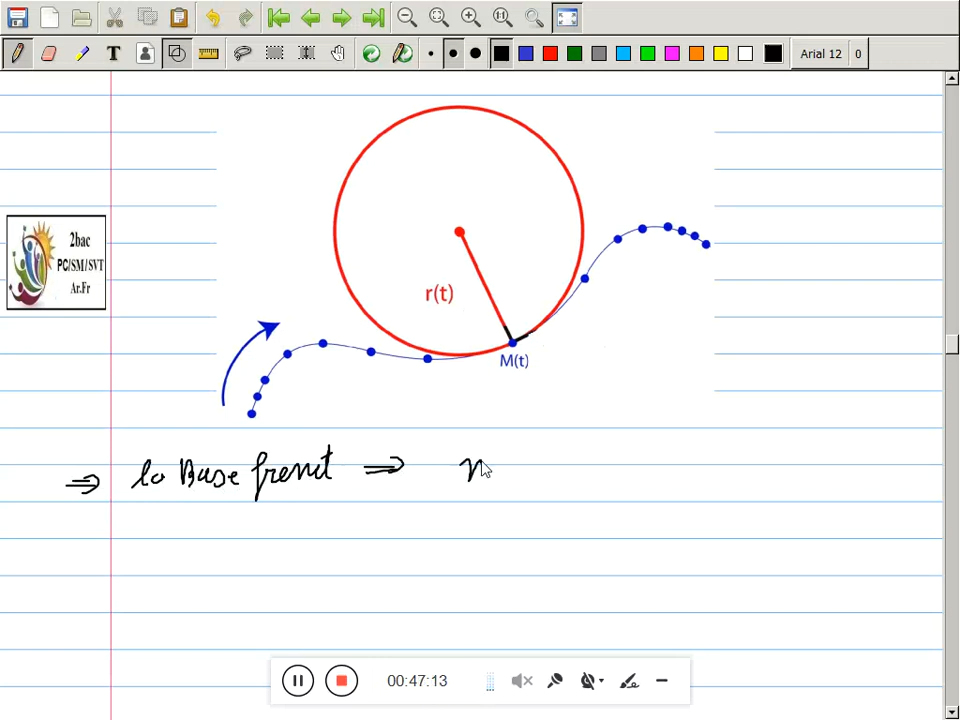 Arial 12 0
2bac
PC/SM/SVT
Ar.Fr
r(t)
M(t)
⇒ la Base frenet ⇒
00:47:13